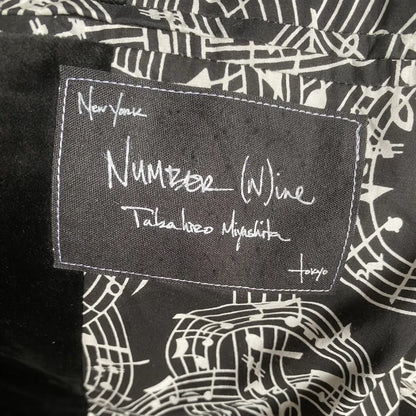 New York
NUMBER (N)ine
Takahiro Miyashita
tokyo